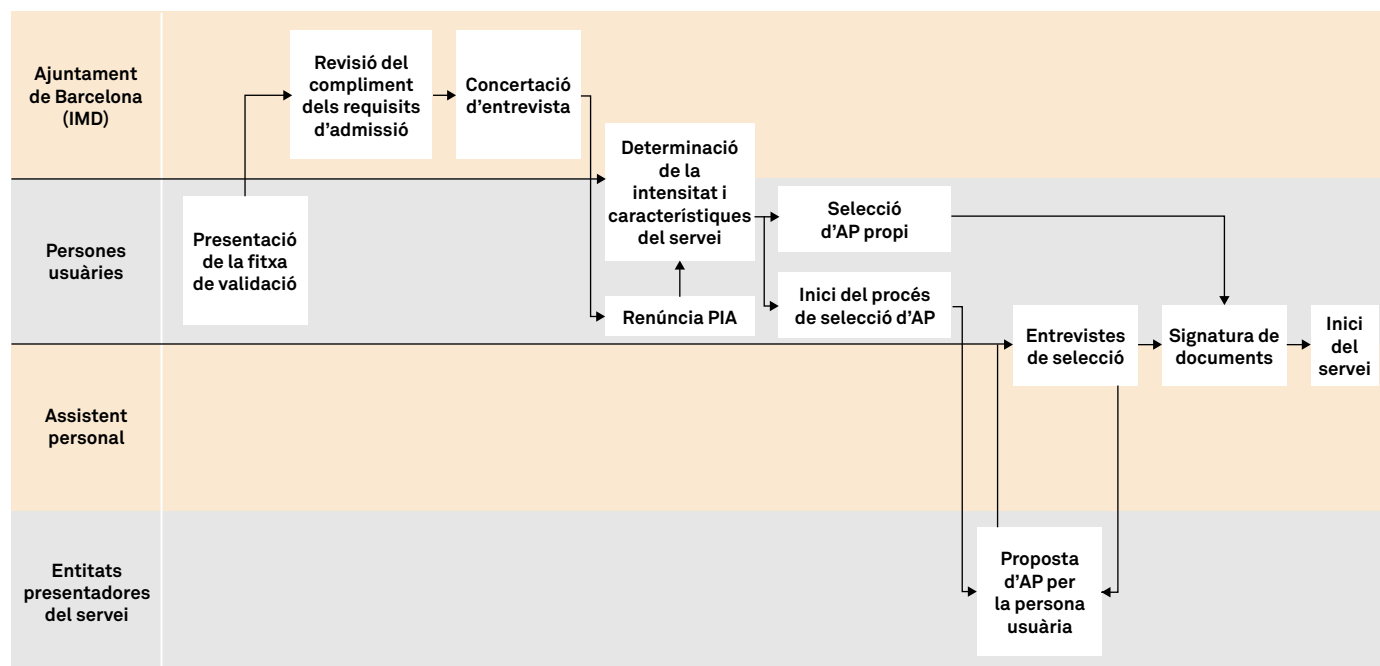 Ajuntament
de Barcelona
(IMD)
Revisió del
compliment
dels requisits
d’admissió
Concertació
d’entrevista
Determinació
de la
intensitat i
característiques
del servei
Persones
usuàries
Presentació
de la fitxa
de validació
Renúncia PIA
Selecció
d’AP propi
Inici del procés
de selecció d’AP
Entrevistes
de selecció
Signatura de
documents
Inici
del
servei
Assistent
personal
Entitats
presentadores
del servei
Proposta
d’AP per
la persona
usuària